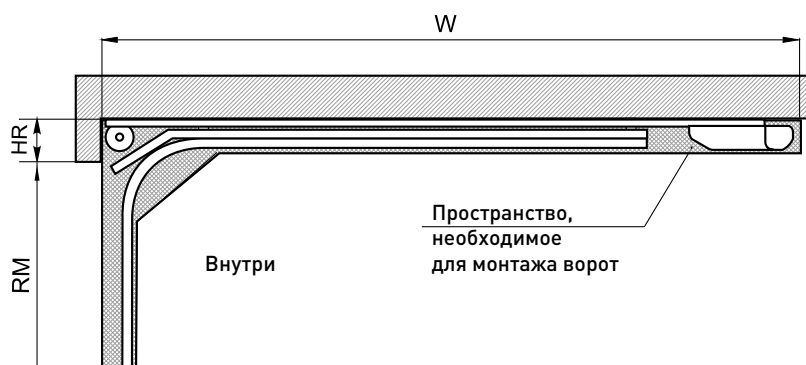 W
HR
Пространство,
необходимое
для монтажа ворот
Внутри
RM